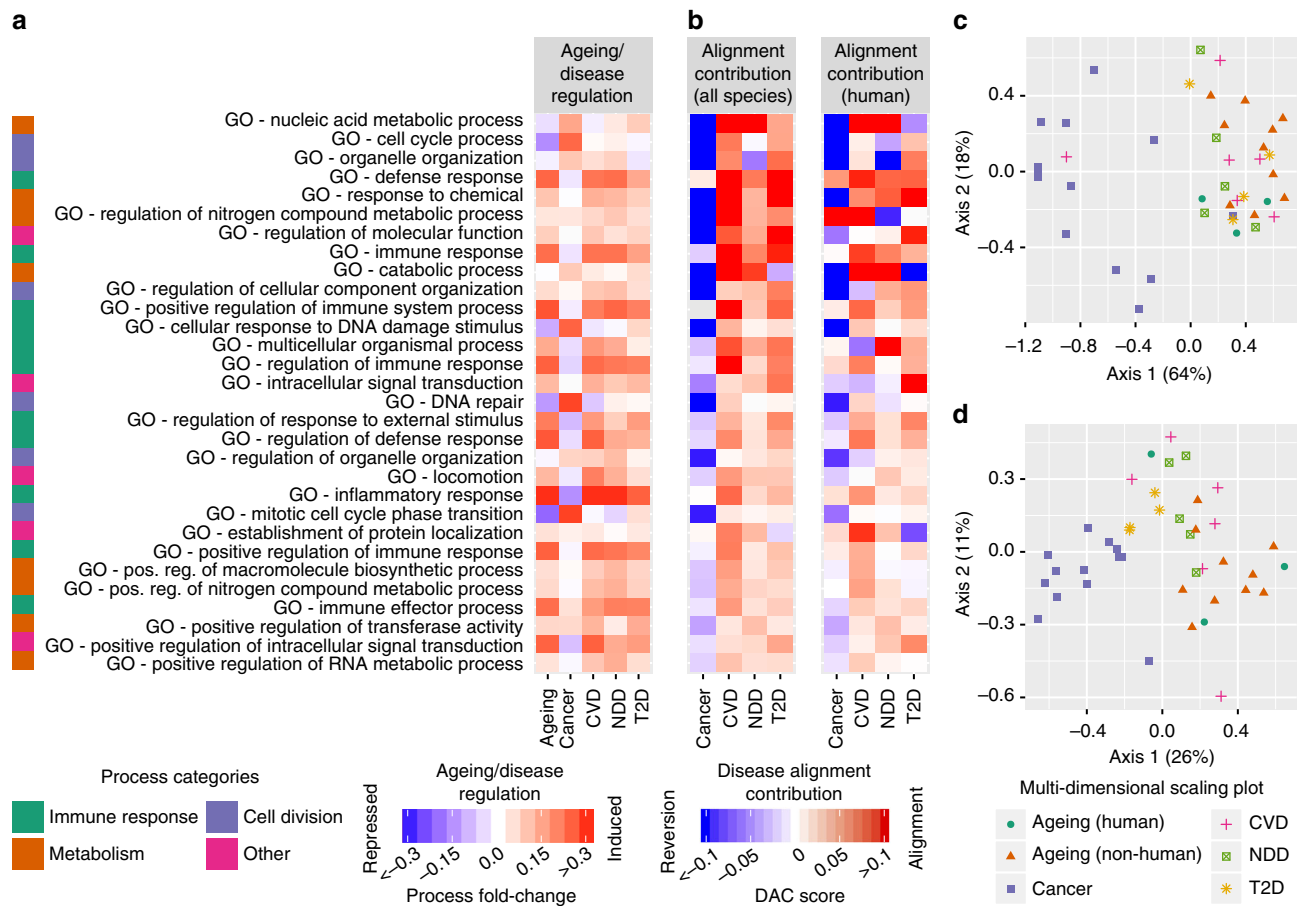 a
Ageing/
disease
regulation
GO - nucleic acid metabolic process
GO - cell cycle process
GO - organelle organization
GO - defense response
GO - response to chemical
GO - regulation of nitrogen compound metabolic process
GO - regulation of molecular function
GO - immune response
GO - catabolic process
GO - regulation of cellular component organization
GO - positive regulation of immune system process
GO - cellular response to DNA damage stimulus
GO - multicellular organismal process
GO - regulation of immune response
GO - intracellular signal transduction
GO - DNA repair
GO - regulation of response to external stimulus
GO - regulation of defense response
GO - regulation of organelle organization
GO - locomotion
GO - inflammatory response
GO - mitotic cell cycle phase transition
GO - establishment of protein localization
GO - positive regulation of immune response
GO - pos. reg. of macromolecule biosynthetic process
GO - pos. reg. of nitrogen compound metabolic process
GO - immune effector process
GO - positive regulation of transferase activity
GO - positive regulation of intracellular signal transduction
GO - positive regulation of RNA metabolic process
Ageing
Cancer
CVD
NDD
T2D
b
Alignment
contribution
(all species)
Alignment
contribution
(human)
Cancer
CVD
NDD
T2D
Cancer
CVD
NDD
T2D
c
Axis 2 (18%)
0.4
0.0
−0.4
−1.2 −0.8 −0.4 0.0 0.4
Axis 1 (64%)
d
Axis 2 (11%)
0.3
0.0
−0.3
−0.6
−0.4 0.0 0.4
Axis 1 (26%)
Process categories
Immune response
Cell division
Metabolism
Other
Ageing/disease
regulation
Repressed
Induced
<−0.3 −0.15 0.0 0.15 >0.3
Process fold-change
Disease alignment
contribution
Reversion
Alignment
<−0.1 −0.05 0 0.05 >0.1
DAC score
Multi-dimensional scaling plot
Ageing (human)
CVD
Ageing (non-human)
NDD
Cancer
T2D